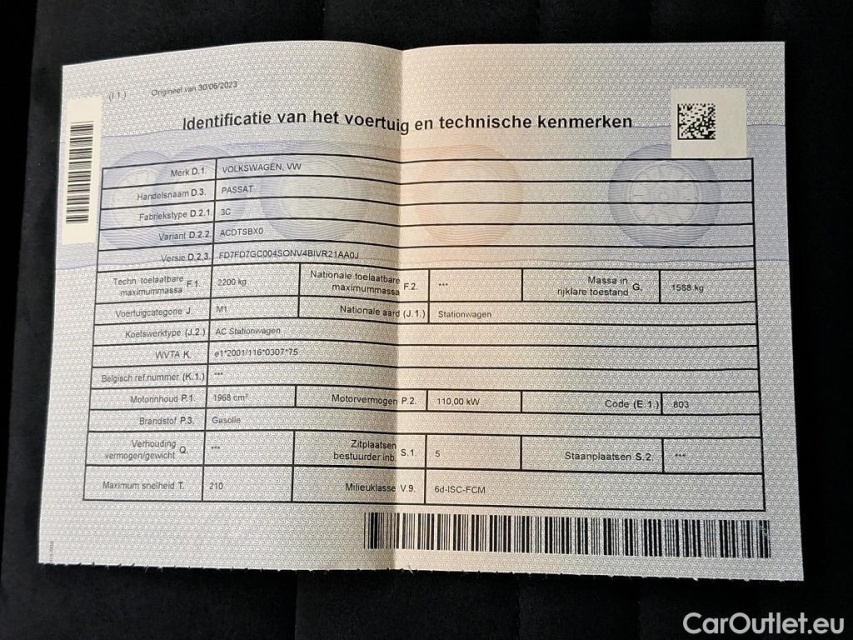 (I.1.) Origineel van 30/06/2023
Identificatie van het voertuig en technische kenmerken
Merk D.1. VOLKSWAGEN, VW
Handelsnaam D.3. PASSAT
Fabriekstype D.2.1. 3C
Variant D.2.2. ACDTSBX0
Versie D.2.3. FD7FD7GC004SONV4BIVR21AA0J
Techn. toelaatbare maximummassa F.1. 2200 kg Nationale toelaatbare maximummassa F.2. *** Massa in rijklare toestand G. 1588 kg
Voertuigcategorie J. M1 Nationale aard (J.1.) Stationwagen
Koetswerktype (J.2.) AC Stationwagen
WVTA K. e1*2001/116*0307*75
Belgisch ref.nummer (K.1.) ***
Motorinhoud P.1. 1968 cm³ Motorvermogen P.2. 110,00 kW Code (E.1.) 803
Brandstof P.3. Gasolie
Verhouding vermogen/gewicht Q. *** Zitplaatsen bestuurder inb. S.1. 5 Staanplaatsen S.2. ***
Maximum snelheid T. 210 Milieuklasse V.9. 6d-ISC-FCM
CarOutlet.eu